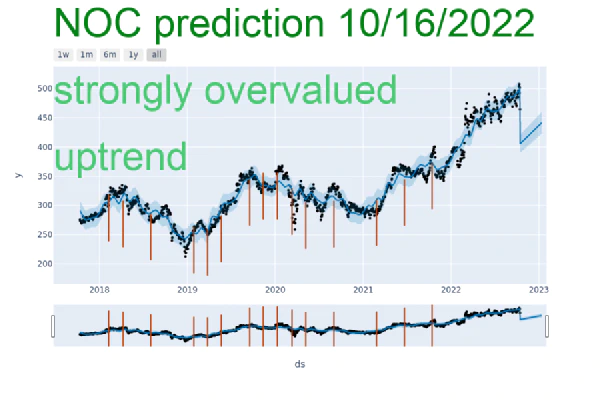 NOC prediction 10/16/2022
1w 1m 6m 1y all
strongly overvalued
uptrend
500
450
400
350
300
250
200
y
2018 2019 2020 2021 2022 2023
ds